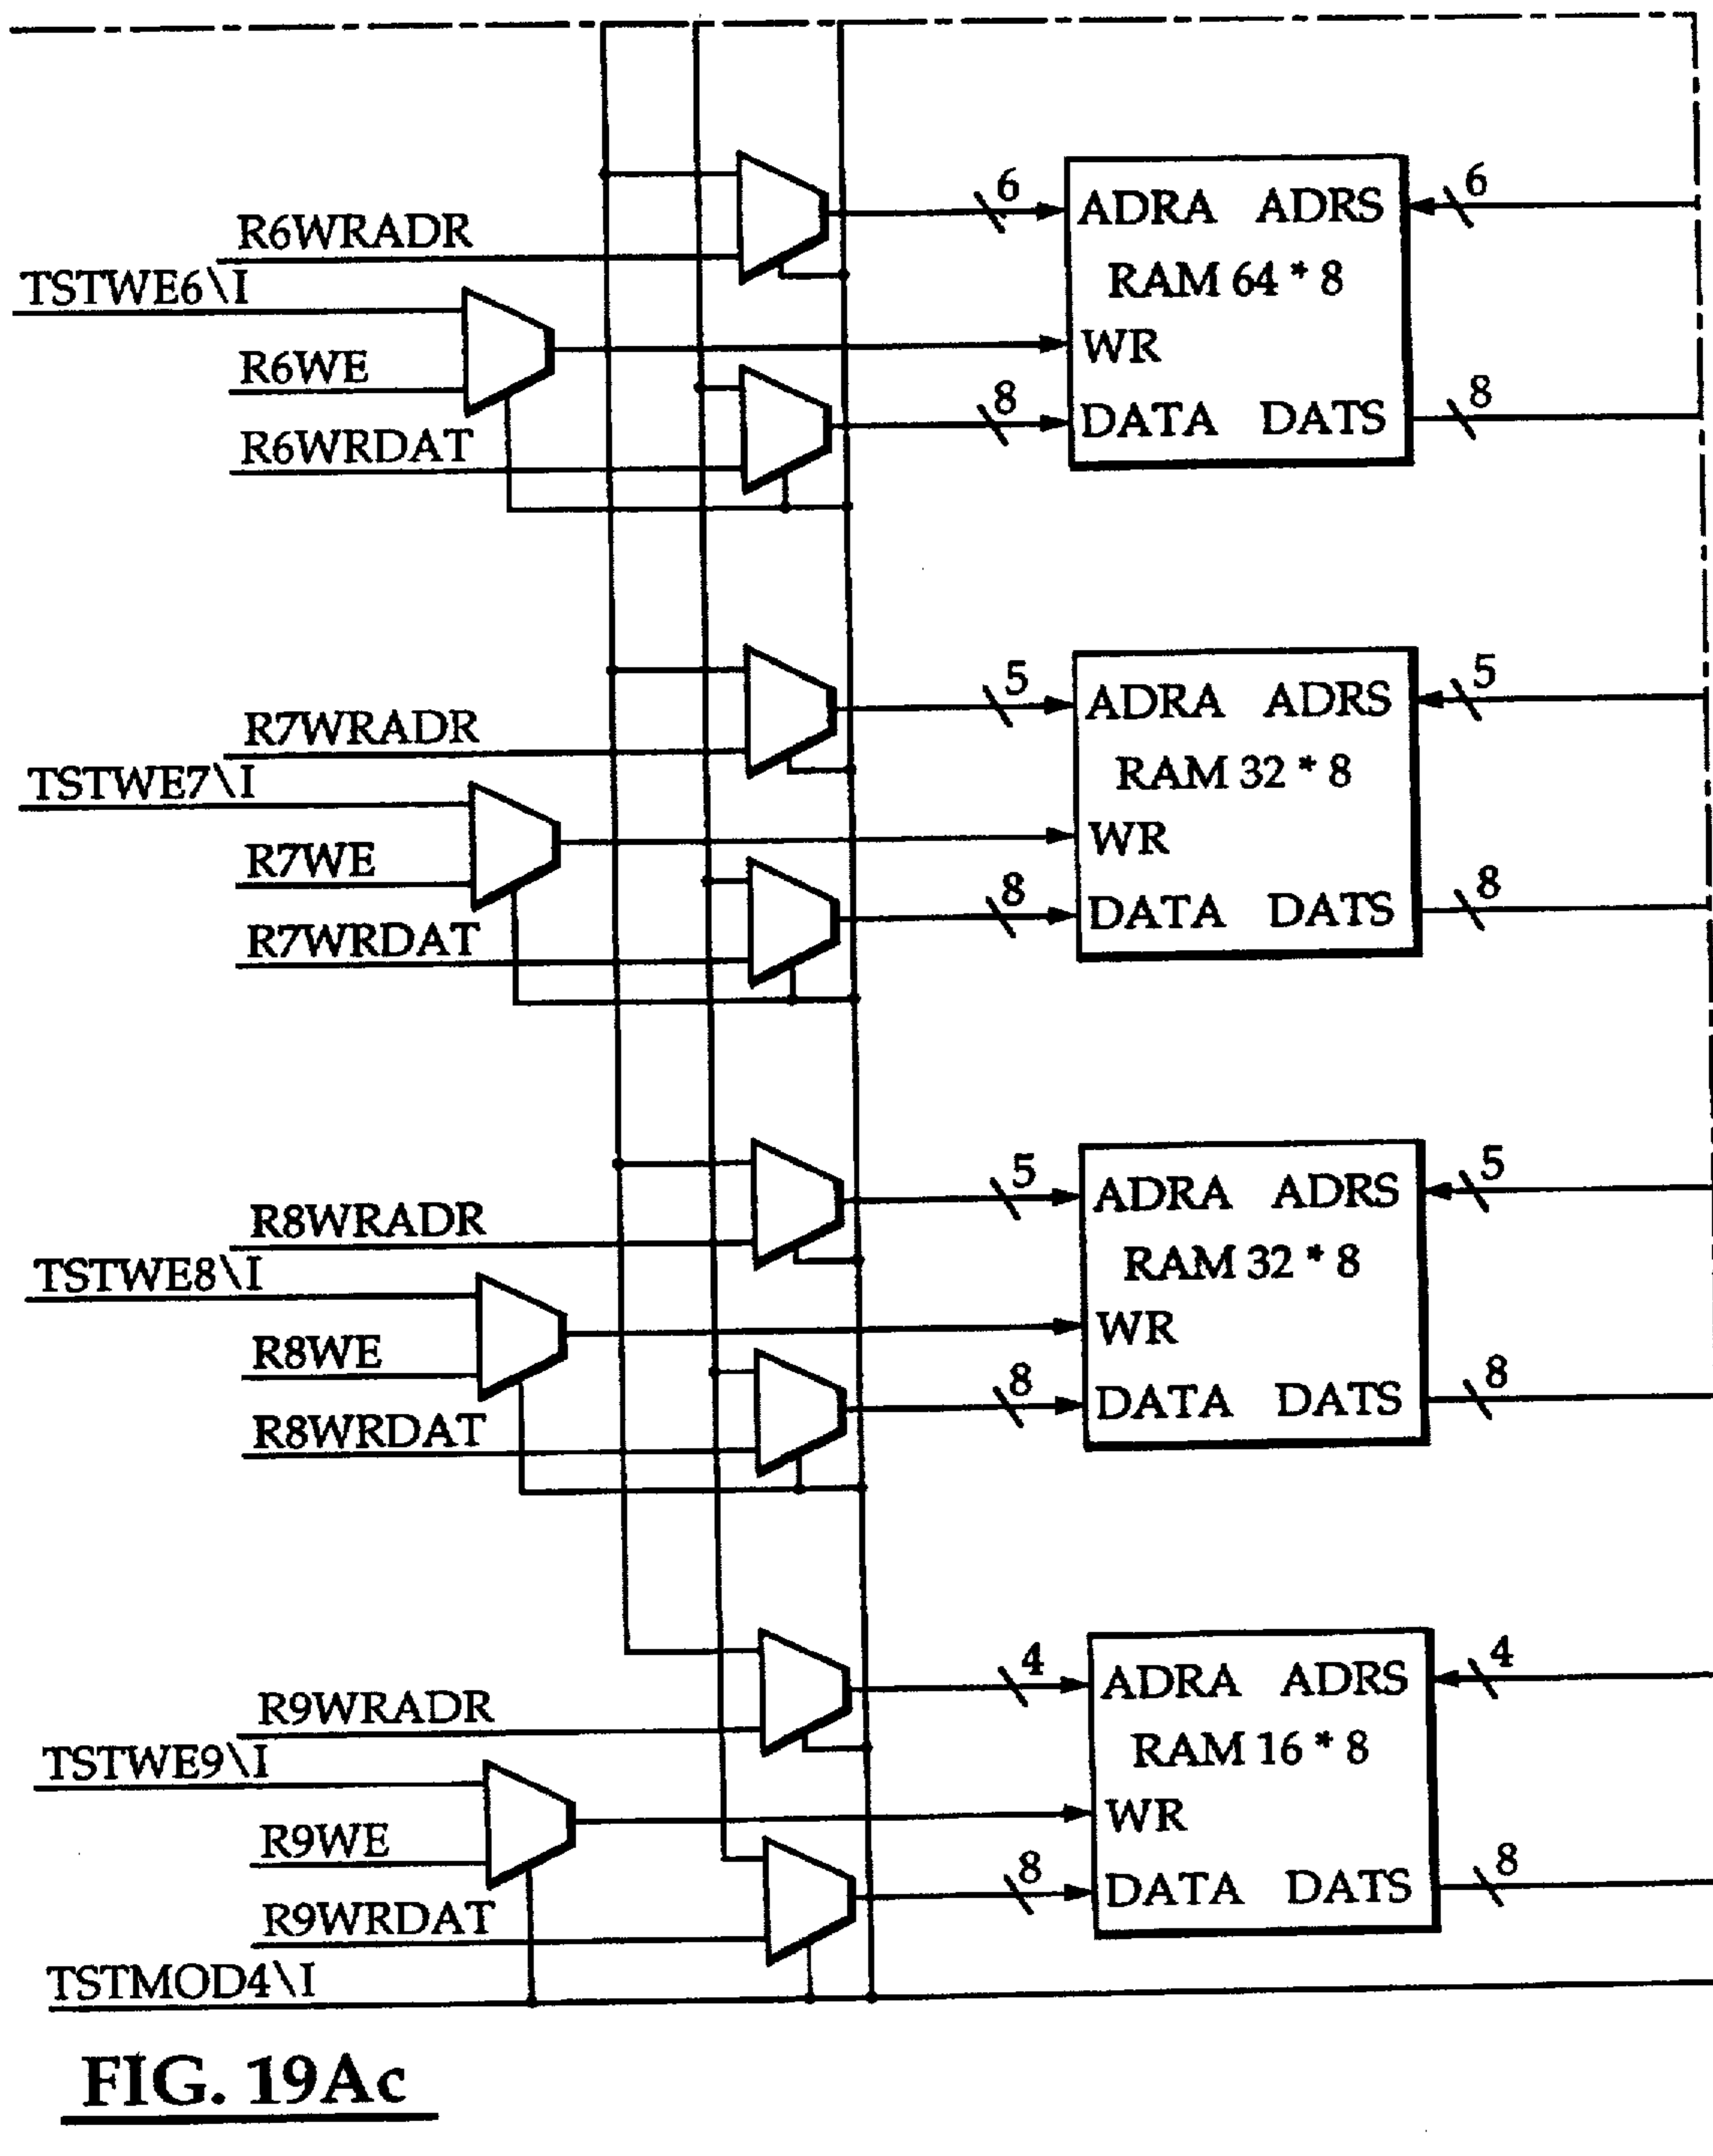 6 6
R6WRADR ADRA ADRS
TSTWE6\I RAM 64 * 8
R6WE WR
8 8
R6WRDAT DATA DATS
5 5
R7WRADR ADRA ADRS
TSTWE7\I RAM 32 * 8
R7WE WR
8 8
R7WRDAT DATA DATS
5 5
R8WRADR ADRA ADRS
TSTWE8\I RAM 32 * 8
R8WE WR
8 8
R8WRDAT DATA DATS
4 4
R9WRADR ADRA ADRS
TSTWE9\I RAM 16 * 8
R9WE WR
8 8
R9WRDAT DATA DATS
TSTMOD4\I
FIG. 19Ac